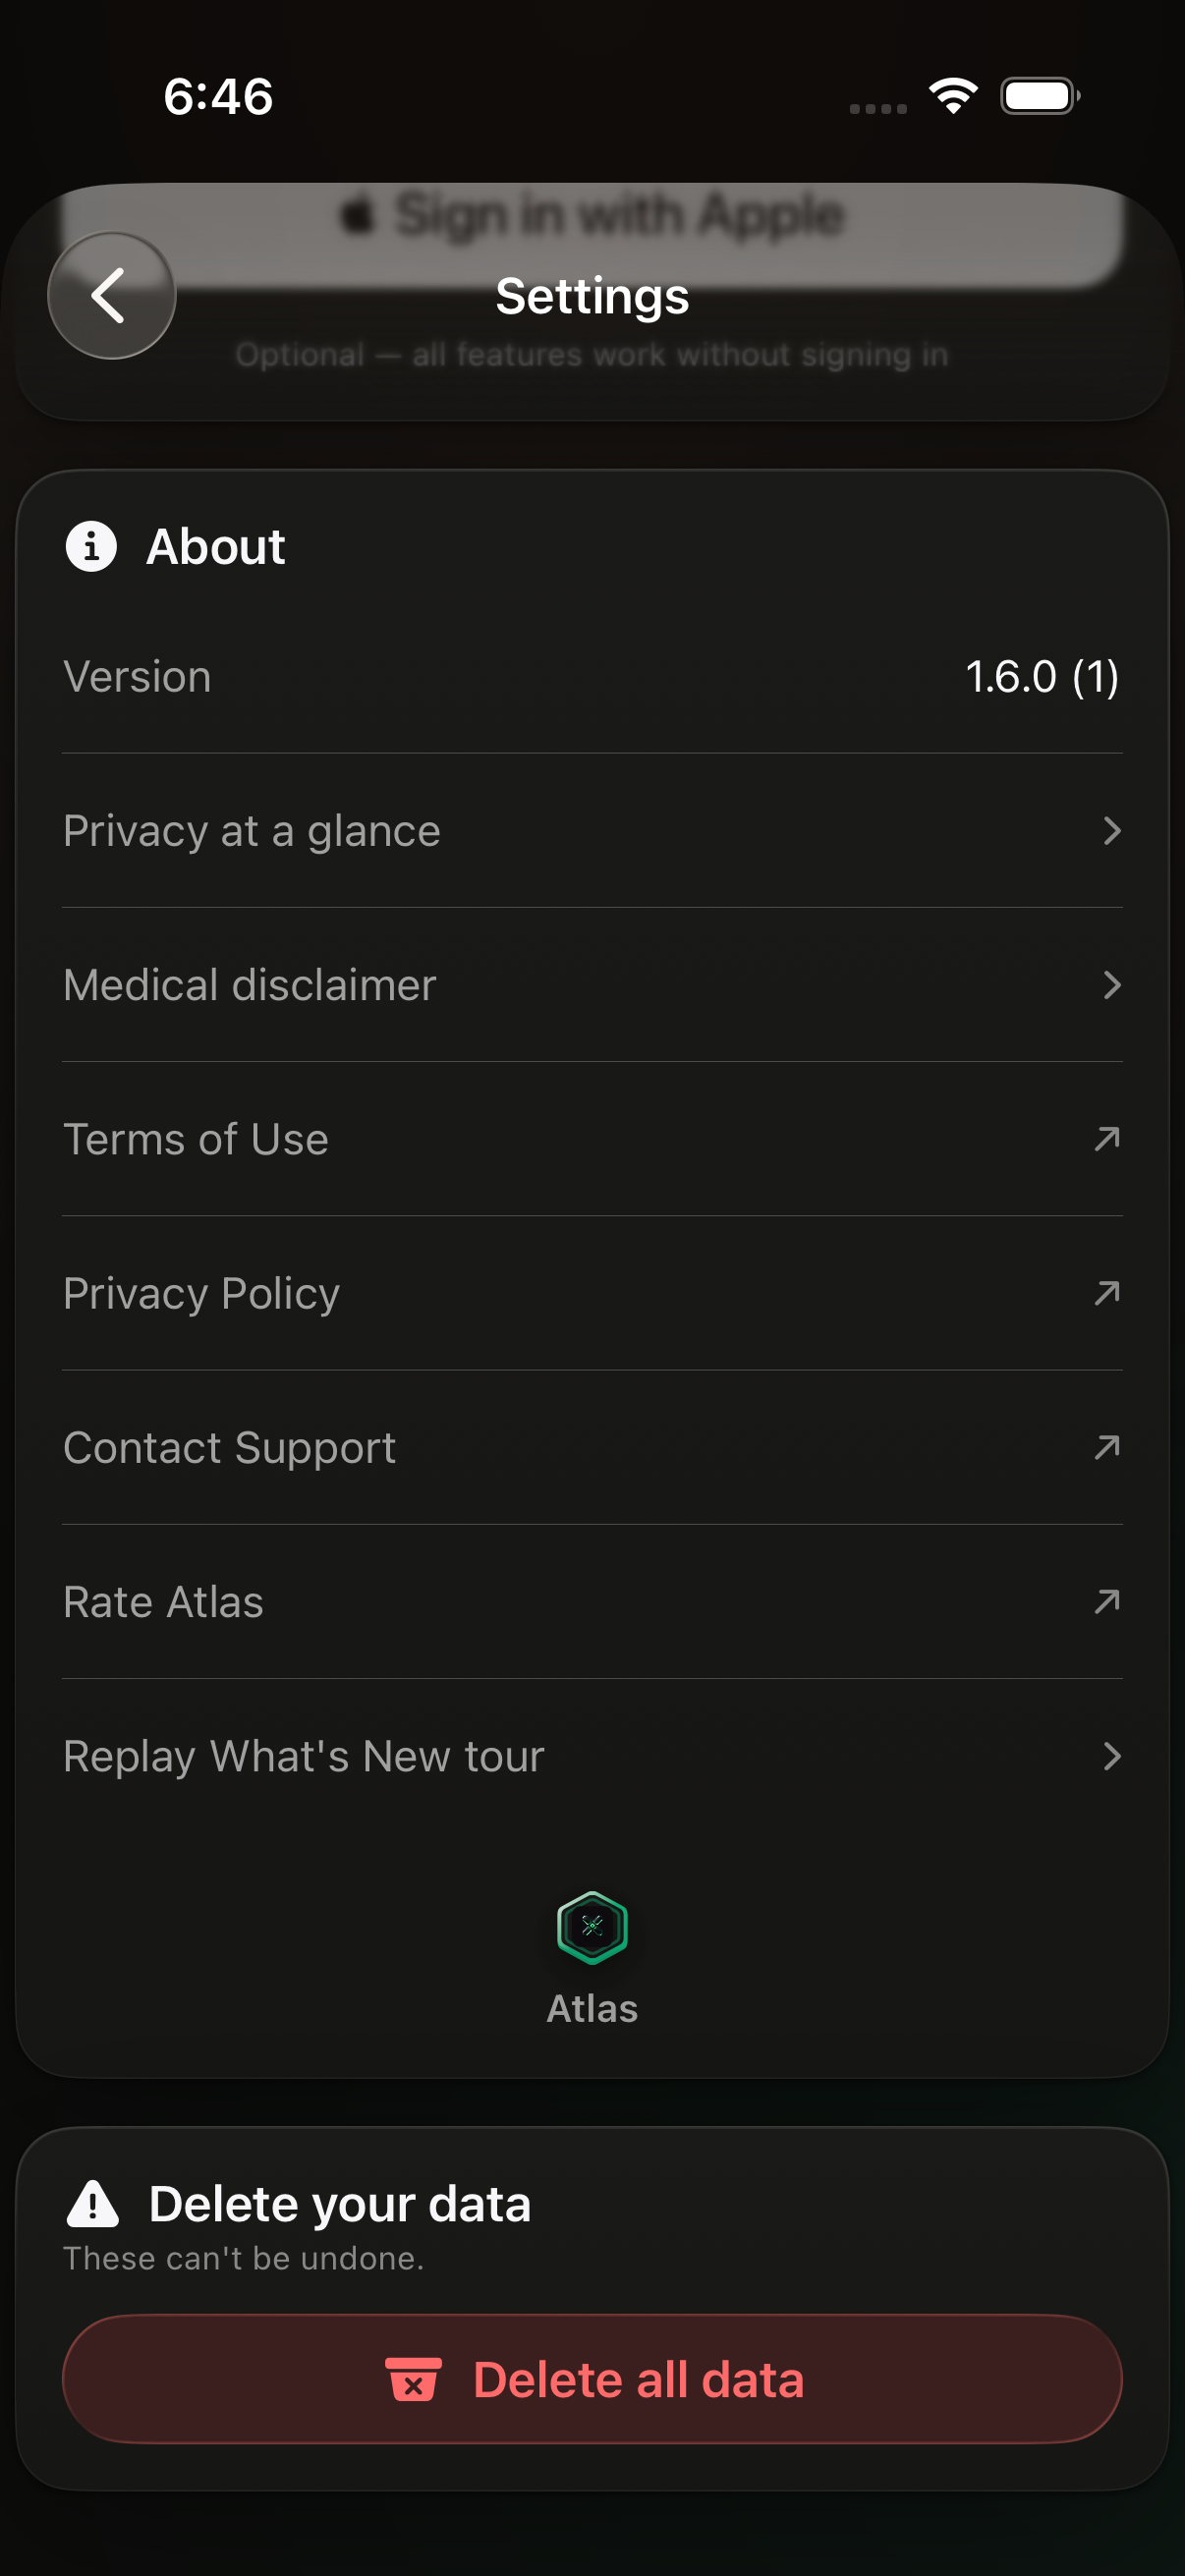 6:46
Sign in with Apple
Settings
Optional — all features work without signing in
About
Version 1.6.0 (1)
Privacy at a glance
Medical disclaimer
Terms of Use
Privacy Policy
Contact Support
Rate Atlas
Replay What's New tour
Atlas
Delete your data
These can't be undone.
Delete all data